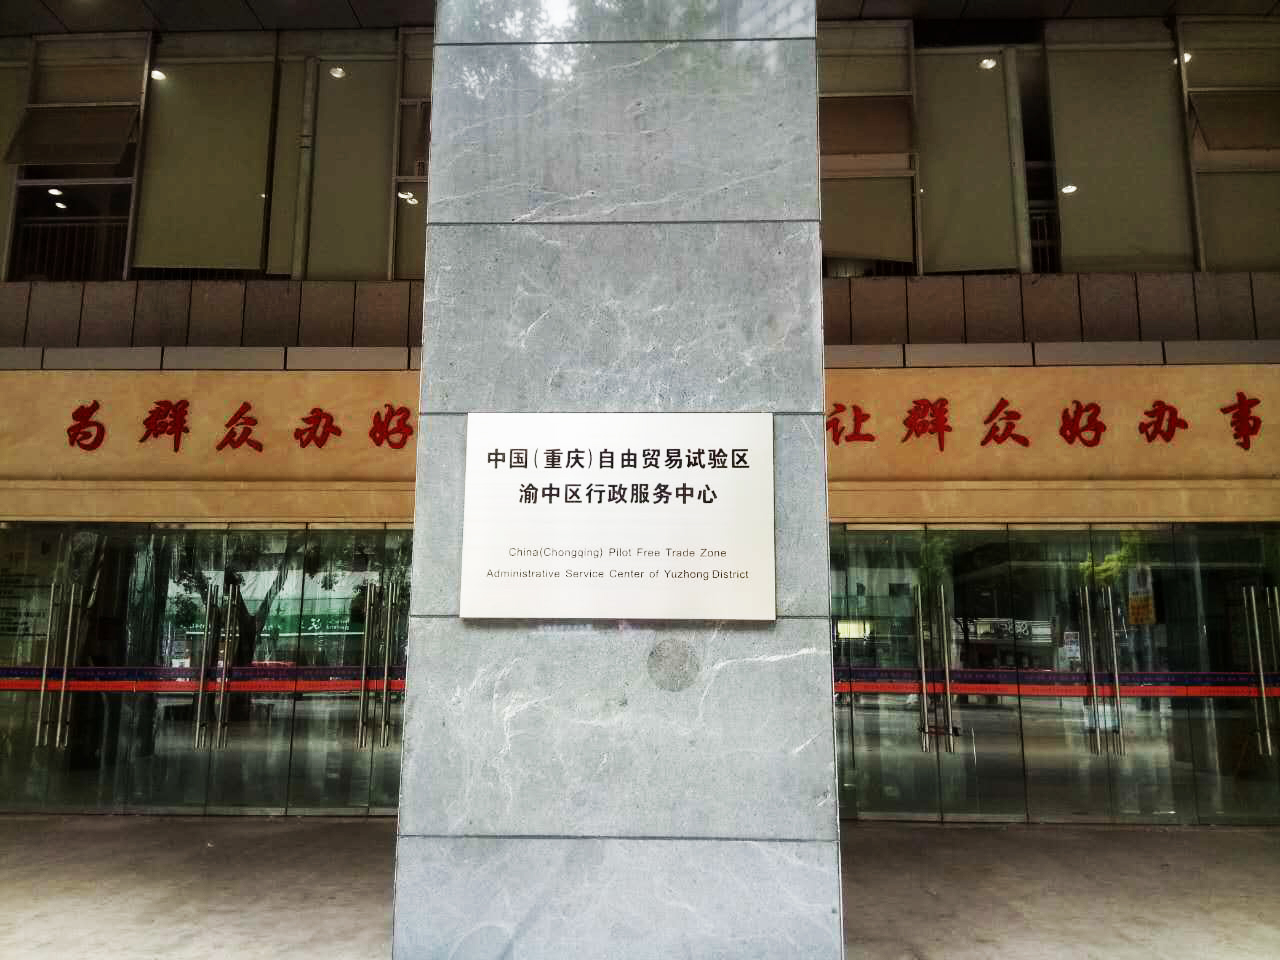 为群众办好
让群众好办事
中国(重庆)自由贸易试验区
渝中区行政服务中心
China(Chongqing) Pilot Free Trade Zone
Administrative Service Center of Yuzhong District